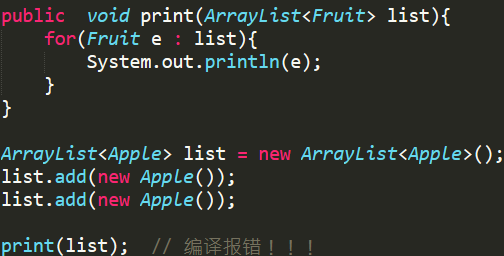 public  void print(ArrayList<Fruit> list){
    for(Fruit e : list){
        System.out.println(e);
    }
}

ArrayList<Apple> list = new ArrayList<Apple>();
list.add(new Apple());
list.add(new Apple());

print(list);  // 编译报错！！！